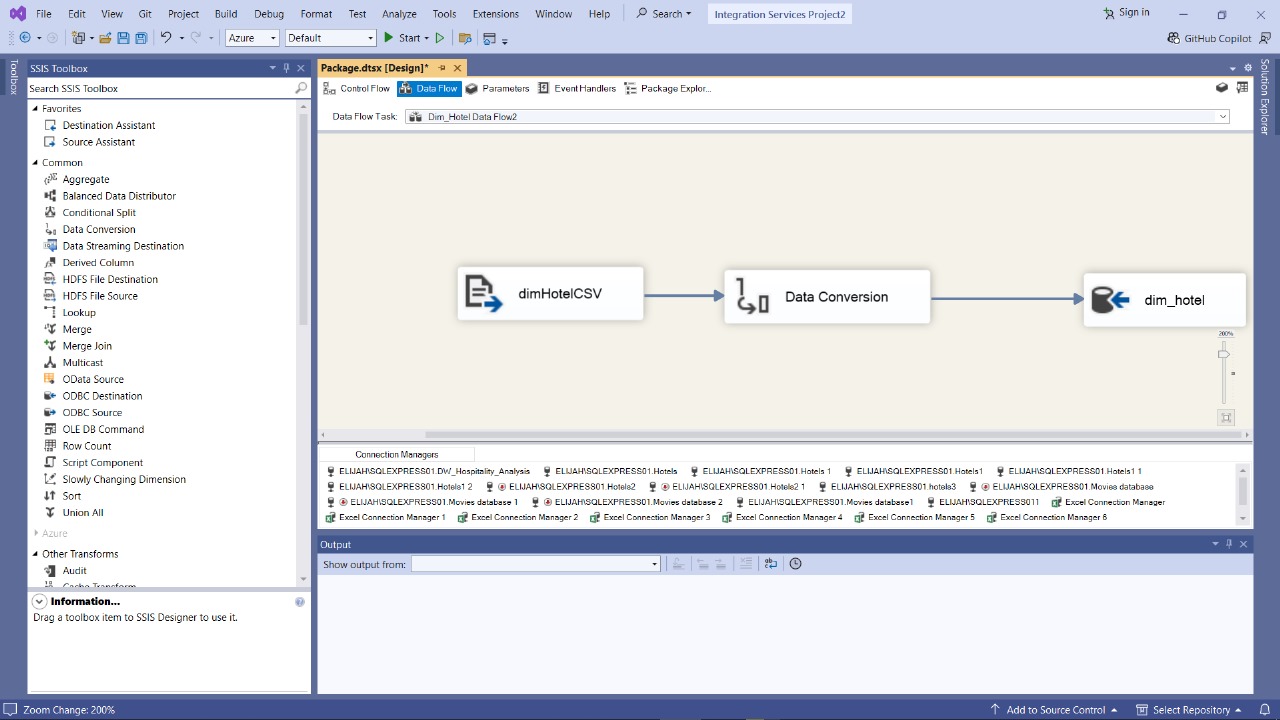 File Edit View Git Project Build Debug Format Test Analyze Tools Extensions Window Help Search Integration Services Project2 Sign in
Azure Default Start GitHub Copilot
Toolbox
SSIS Toolbox
Search SSIS Toolbox
Favorites
Destination Assistant
Source Assistant
Common
Aggregate
Balanced Data Distributor
Conditional Split
Data Conversion
Data Streaming Destination
Derived Column
HDFS File Destination
HDFS File Source
Lookup
Merge
Merge Join
Multicast
OData Source
ODBC Destination
ODBC Source
OLE DB Command
Row Count
Script Component
Slowly Changing Dimension
Sort
Union All
Azure
Other Transforms
Audit
Cache Transform
Information...
Drag a toolbox item to SSIS Designer to use it.
Package.dtsx [Design]*
Control Flow Data Flow Parameters Event Handlers Package Explor...
Data Flow Task: Dim_Hotel Data Flow2
dimHotelCSV Data Conversion dim_hotel
200%
Connection Managers
ELIJAH\SQLEXPRESS01.DW_Hospitality_Analysis ELIJAH\SQLEXPRESS01.Hotels ELIJAH\SQLEXPRESS01.Hotels 1 ELIJAH\SQLEXPRESS01.Hotels1 ELIJAH\SQLEXPRESS01.Hotels1 1
ELIJAH\SQLEXPRESS01.Hotels1 2 ELIJAH\SQLEXPRESS01.Hotels2 ELIJAH\SQLEXPRESS01.Hotels2 1 ELIJAH\SQLEXPRESS01.hotels3 ELIJAH\SQLEXPRESS01.Movies database
ELIJAH\SQLEXPRESS01.Movies database 1 ELIJAH\SQLEXPRESS01.Movies database 2 ELIJAH\SQLEXPRESS01.Movies database1 ELIJAH\SQLEXPRESS011 Excel Connection Manager
Excel Connection Manager 1 Excel Connection Manager 2 Excel Connection Manager 3 Excel Connection Manager 4 Excel Connection Manager 5 Excel Connection Manager 6
Output
Show output from:
Solution Explorer
Zoom Change: 200% Add to Source Control Select Repository